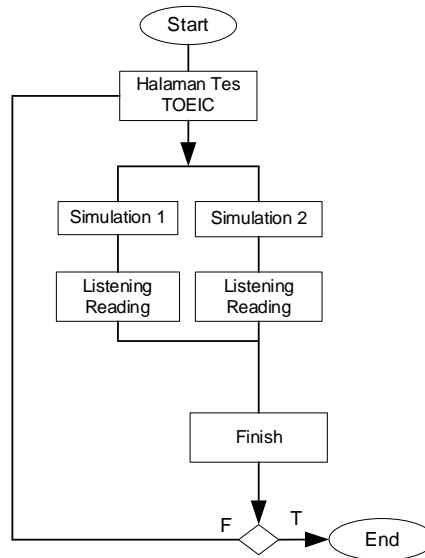 Start
Halaman Tes
TOEIC
Simulation 1
Simulation 2
Listening
Reading
Listening
Reading
Finish
F
T
End